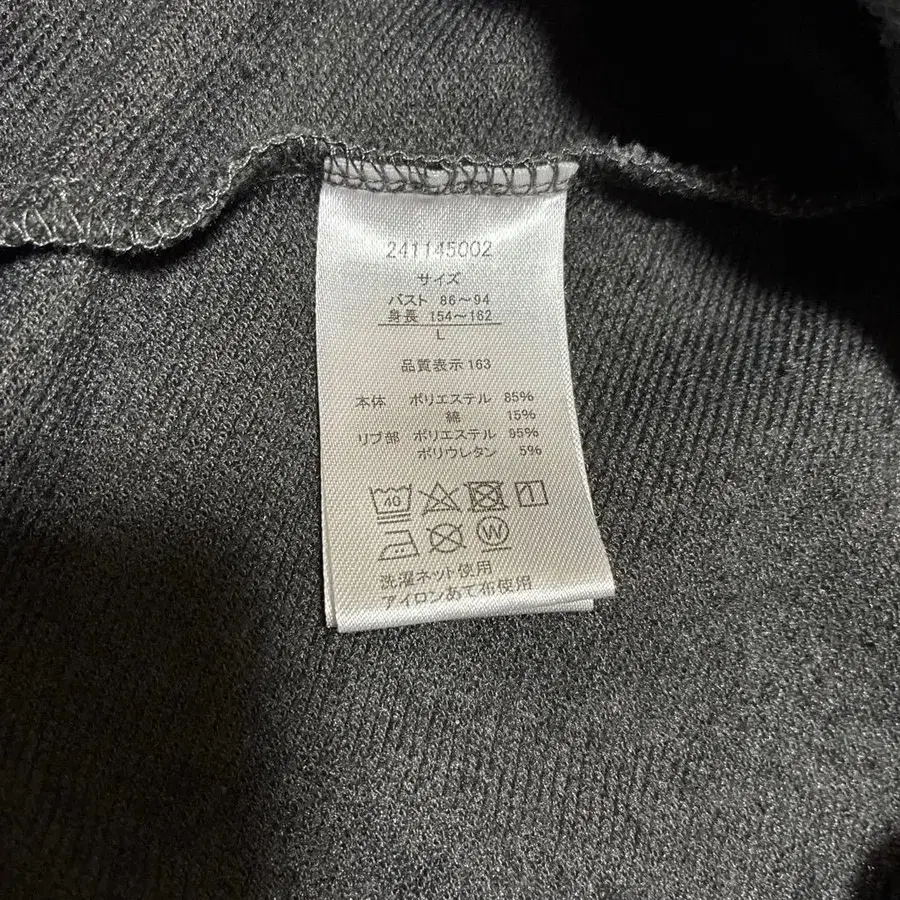 241145002
サイズ
バスト 86～94
身長 154～162
L
品質表示 163
本体 ポリエステル 85%
綿 15%
リブ部 ポリエステル 95%
ポリウレタン 5%
40 1
W
洗濯ネット使用
アイロンあて布使用